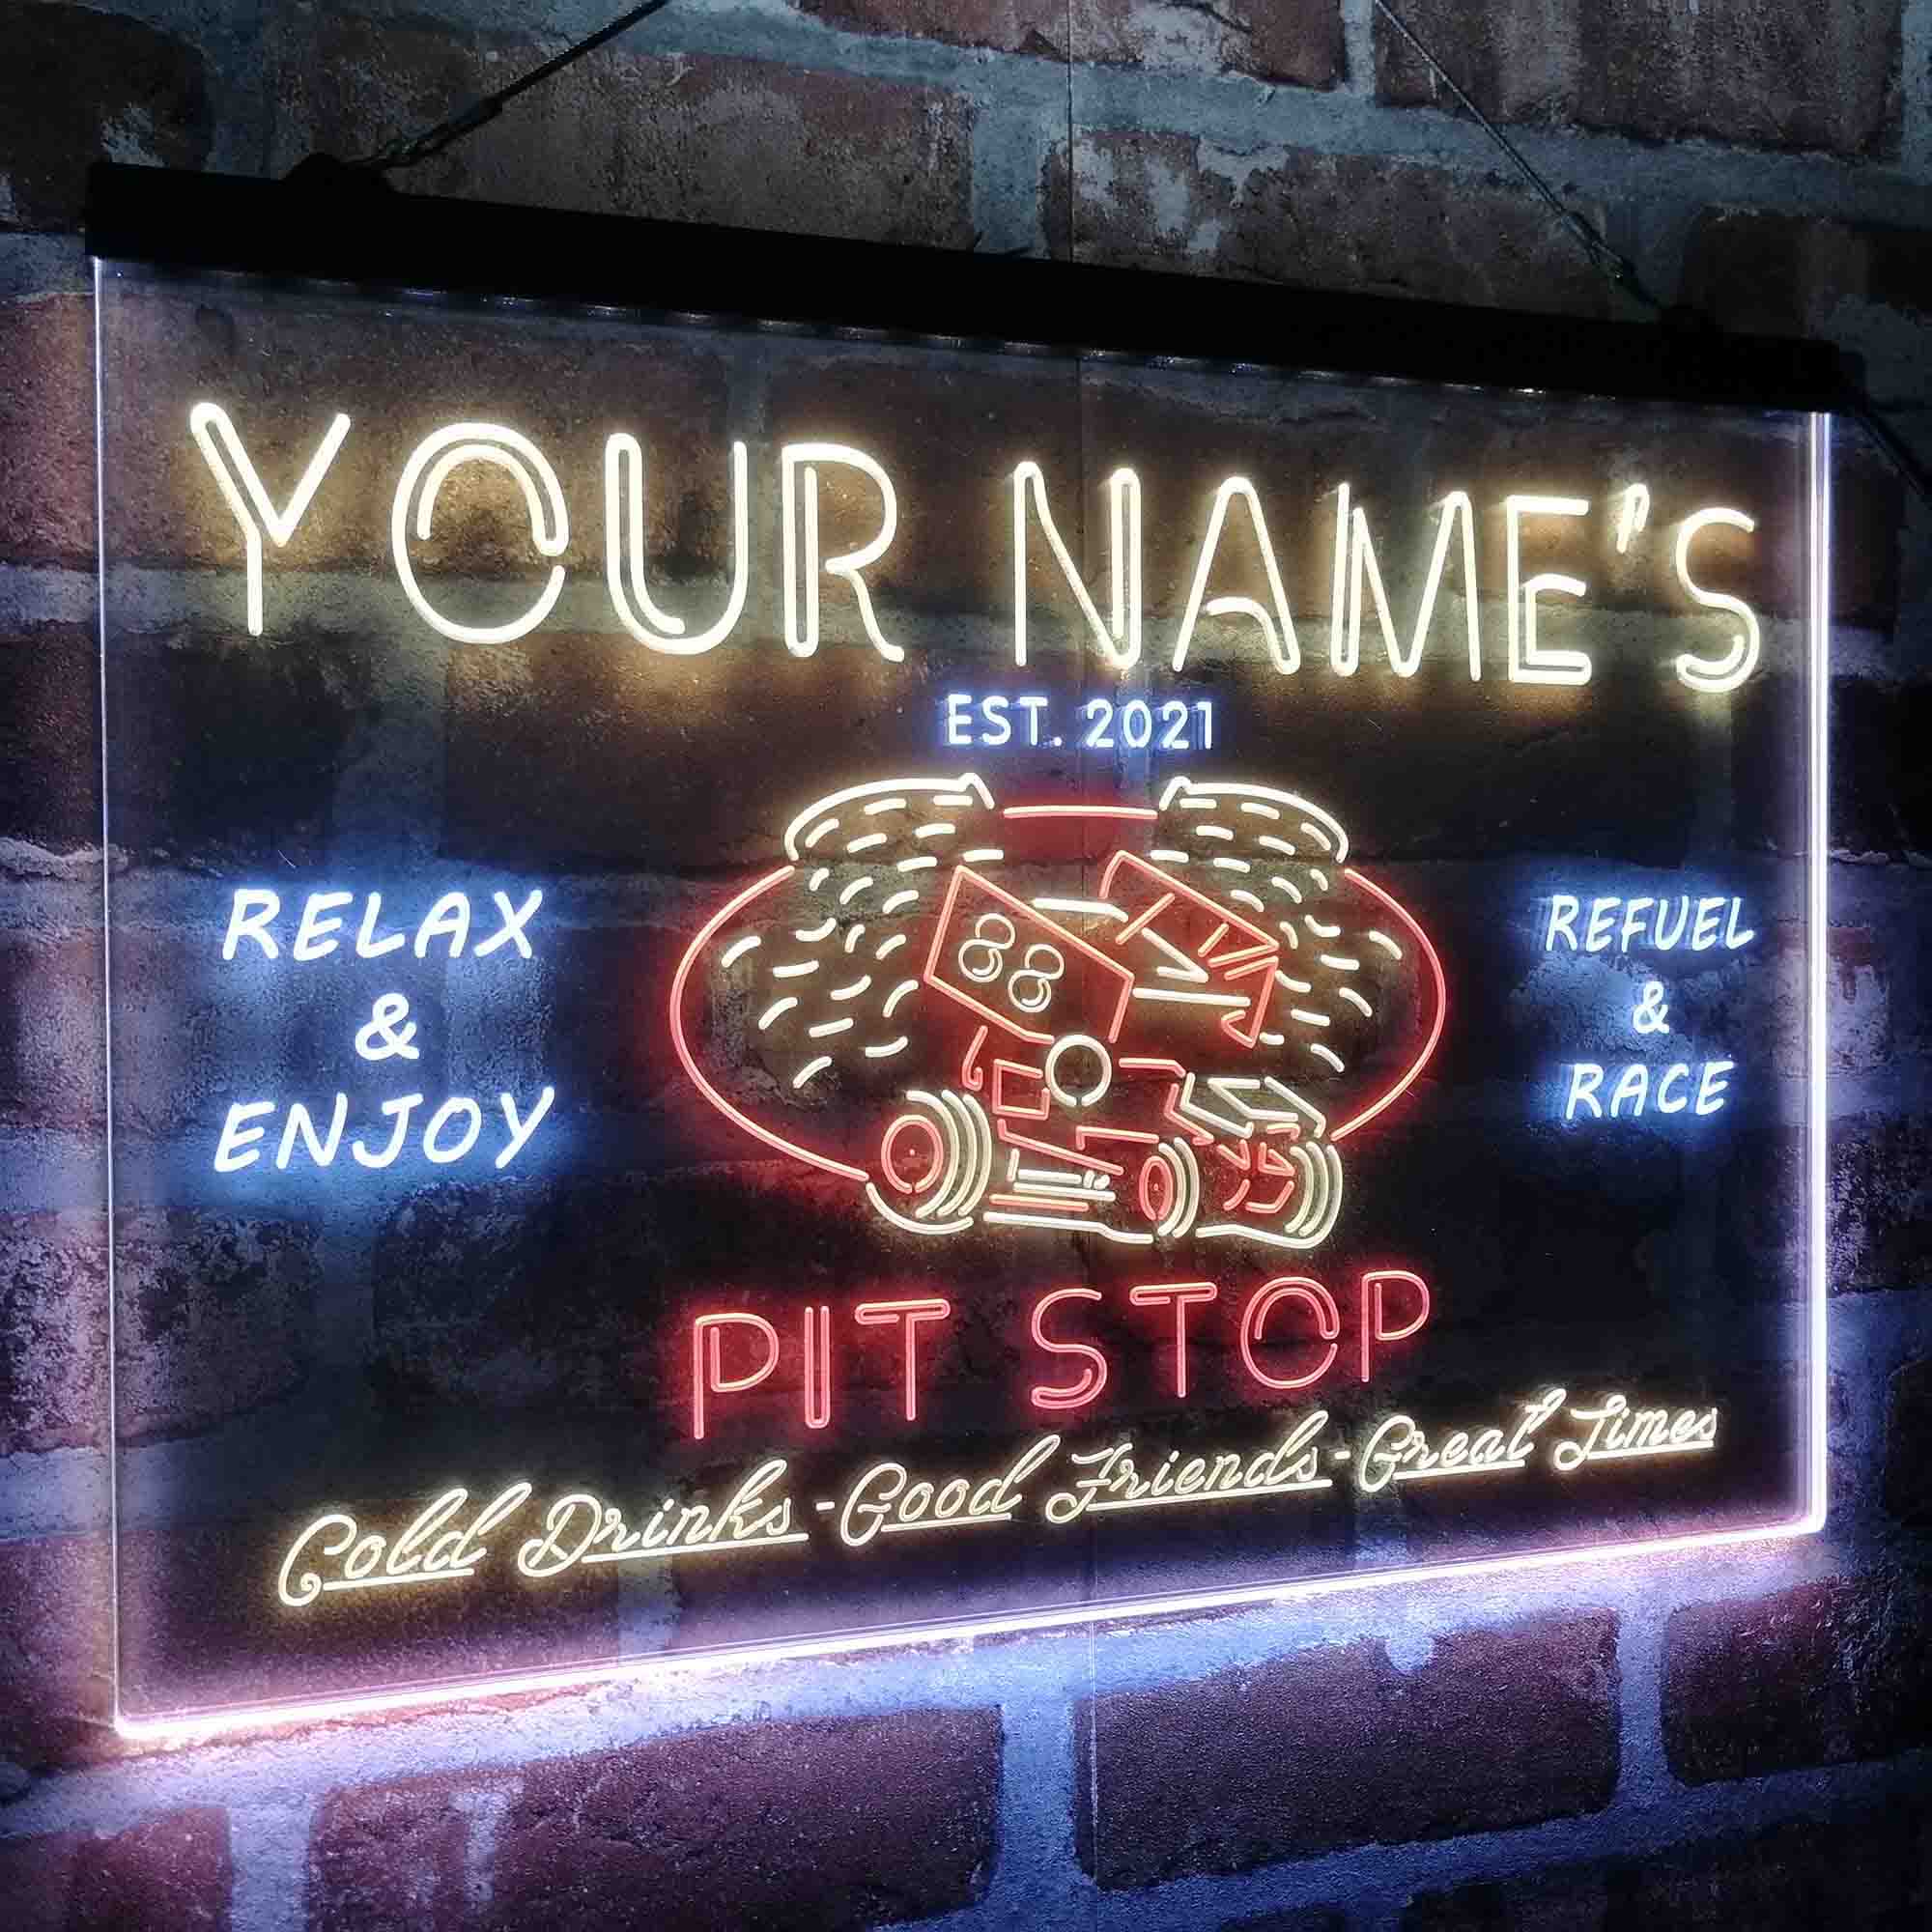 YOUR NAME'S
EST. 2021
88
RELAX
&
ENJOY
REFUEL
&
RACE
PIT STOP
Cold Drinks - Good Friends - Great Times